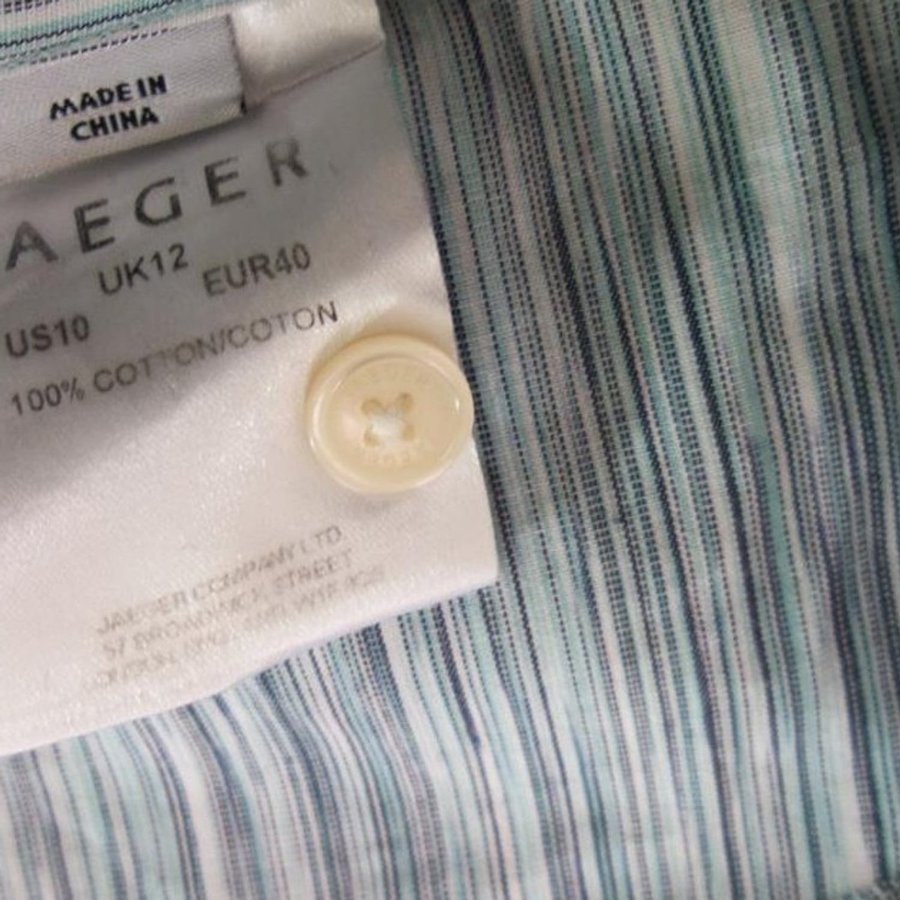 MADE IN
CHINA
AEGER
UK12
EUR40
US10
100% COTTON/COTON
JAEGER COMPANY LTD
57 BROADWICK STREET